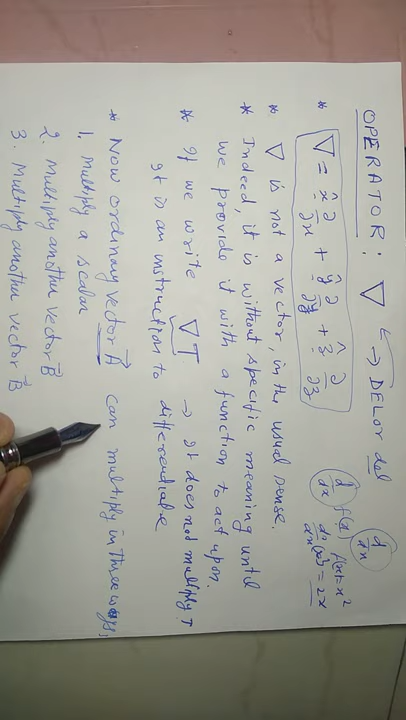 OPERATOR : ∇ → DEL or del
d/dx
* ∇ = x̂ ∂/∂x + ŷ ∂/∂y + ẑ ∂/∂z
d/dx f(x) f(x) = x²
d/dx (x²) = 2x
* ∇ is not a vector, in the usual sense.
* Indeed, it is without specific meaning until
we provide it with a function to act upon.
* If we write ∇T → It does not multiply T
It is an instruction to differentiate
* Now ordinary vector A⃗ can multiply in three ways,
1. Multiply a scalar
2. Multiply another vector B⃗
3. Multiply another vector B⃗